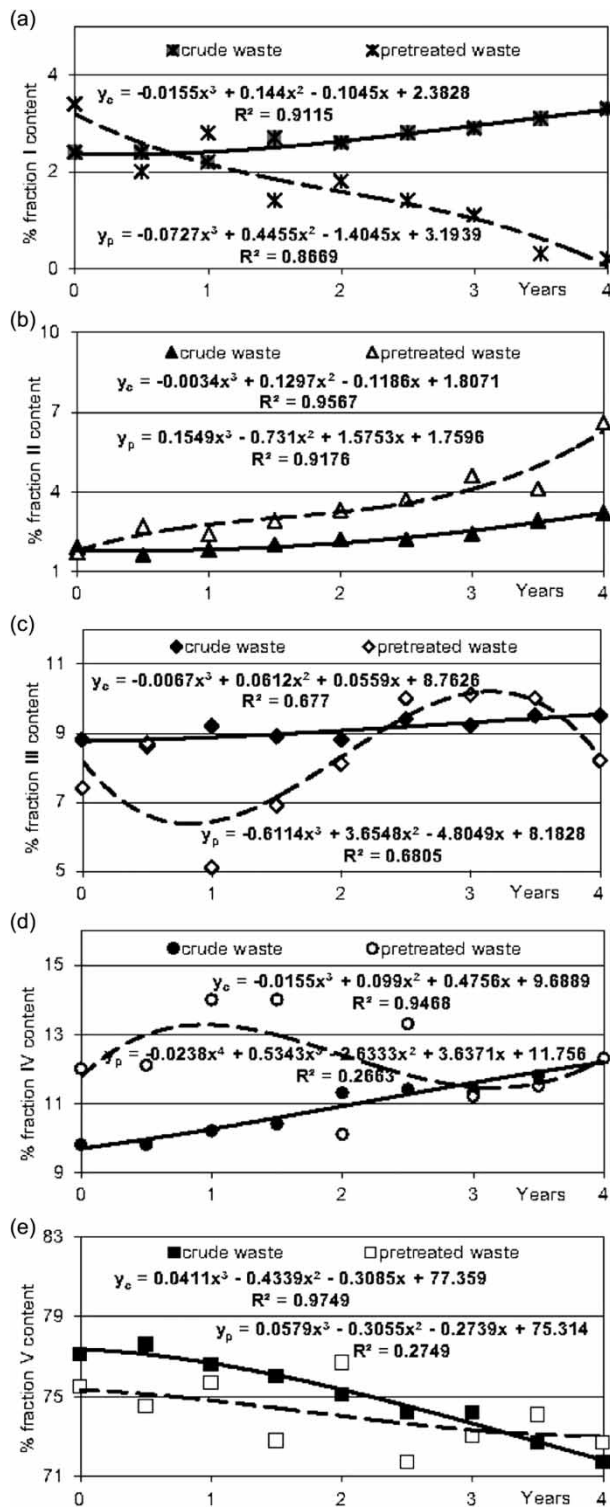 (a)
% fraction I content
crude waste
pretreated waste
y_c = -0.0155x³ + 0.144x² - 0.1045x + 2.3828
R² = 0.9115
y_p = -0.0727x³ + 0.4455x² - 1.4045x + 3.1939
R² = 0.8669
4
2
0
0
1
2
3
Years
4
(b)
% fraction II content
crude waste
pretreated waste
y_c = -0.0034x³ + 0.1297x² - 0.1186x + 1.8071
R² = 0.9567
y_p = 0.1549x³ - 0.731x² + 1.5753x + 1.7596
R² = 0.9176
10
7
4
1
0
1
2
3
Years
4
(c)
% fraction III content
crude waste
pretreated waste
y_c = -0.0067x³ + 0.0612x² + 0.0559x + 8.7626
R² = 0.677
y_p = -0.6114x³ + 3.6548x² - 4.8049x + 8.1828
R² = 0.6805
11
9
7
5
0
1
2
3
Years
4
(d)
% fraction IV content
crude waste
pretreated waste
y_c = -0.0155x³ + 0.099x² + 0.4756x + 9.6889
R² = 0.9468
y_p = -0.0238x⁴ + 0.5343x³ - 2.6333x² + 3.6371x + 11.756
R² = 0.2663
15
13
11
9
0
1
2
3
Years
4
(e)
% fraction V content
crude waste
pretreated waste
y_c = 0.0411x³ - 0.4339x² - 0.3085x + 77.359
R² = 0.9749
y_p = 0.0579x³ - 0.3055x² - 0.2739x + 75.314
R² = 0.2749
83
79
75
71
0
1
2
3
Years
4